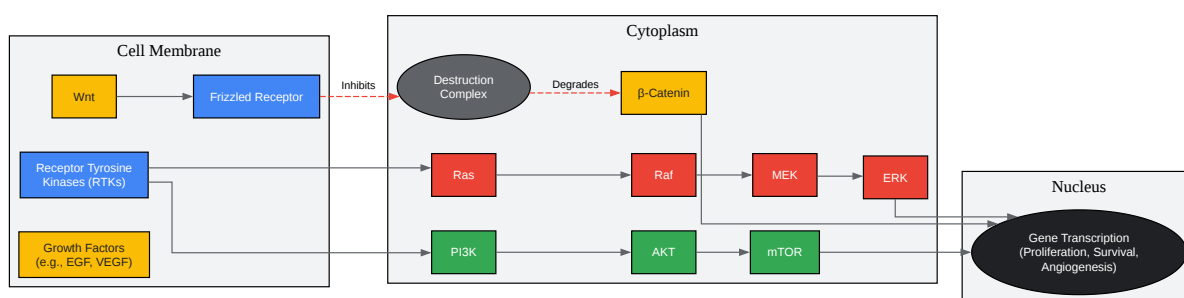 Cell Membrane
Wnt
Frizzled Receptor
Receptor Tyrosine
Kinases (RTKs)
Growth Factors
(e.g., EGF, VEGF)
Inhibits
Cytoplasm
Destruction
Complex
Degrades
β-Catenin
Ras
Raf
MEK
ERK
PI3K
AKT
mTOR
Nucleus
Gene Transcription
(Proliferation, Survival,
Angiogenesis)